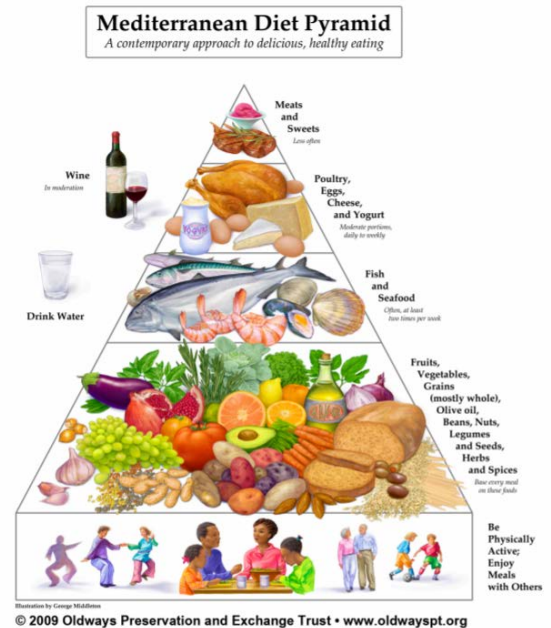 Mediterranean Diet Pyramid
A contemporary approach to delicious, healthy eating
Meats
and
Sweets
Less often
Wine
In moderation
Poultry,
Eggs,
Cheese,
and Yogurt
Moderate portions,
daily to weekly
Drink Water
Fish
and
Seafood
Often, at least
two times per week
Fruits,
Vegetables,
Grains
(mostly whole),
Olive oil,
Beans, Nuts,
Legumes
and Seeds,
Herbs
and Spices
Base every meal
on these foods
Be
Physically
Active;
Enjoy
Meals
with Others
Illustration by George Middleton
© 2009 Oldways Preservation and Exchange Trust • www.oldwayspt.org